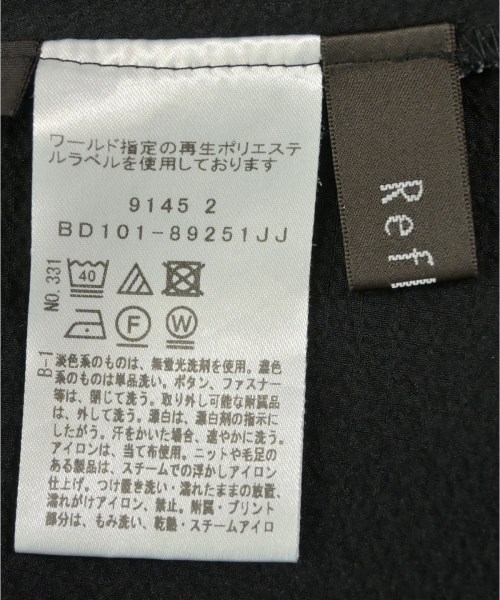 ワールド指定の再生ポリエステ
ルラベルを使用しております
9145 2
BD101-89251JJ
NO.331
40
F
W
B-1
淡色系のものは、無蛍光洗剤を使用。濃色
系のものは単品洗い。ボタン、ファスナー
等は、閉じて洗う。取り外し可能な附属品
は、外して洗う。漂白は、漂白剤の指示に
したがう。汗をかいた場合、速やかに洗う。
アイロンは、当て布使用。ニットや毛足の
ある製品は、スチームでの浮かしアイロン
仕上げ。つけ置き洗い・濡れたままの放置、
濡れがけアイロン、禁止。附属・プリント
部分は、もみ洗い、乾燥・スチームアイロ
Ref